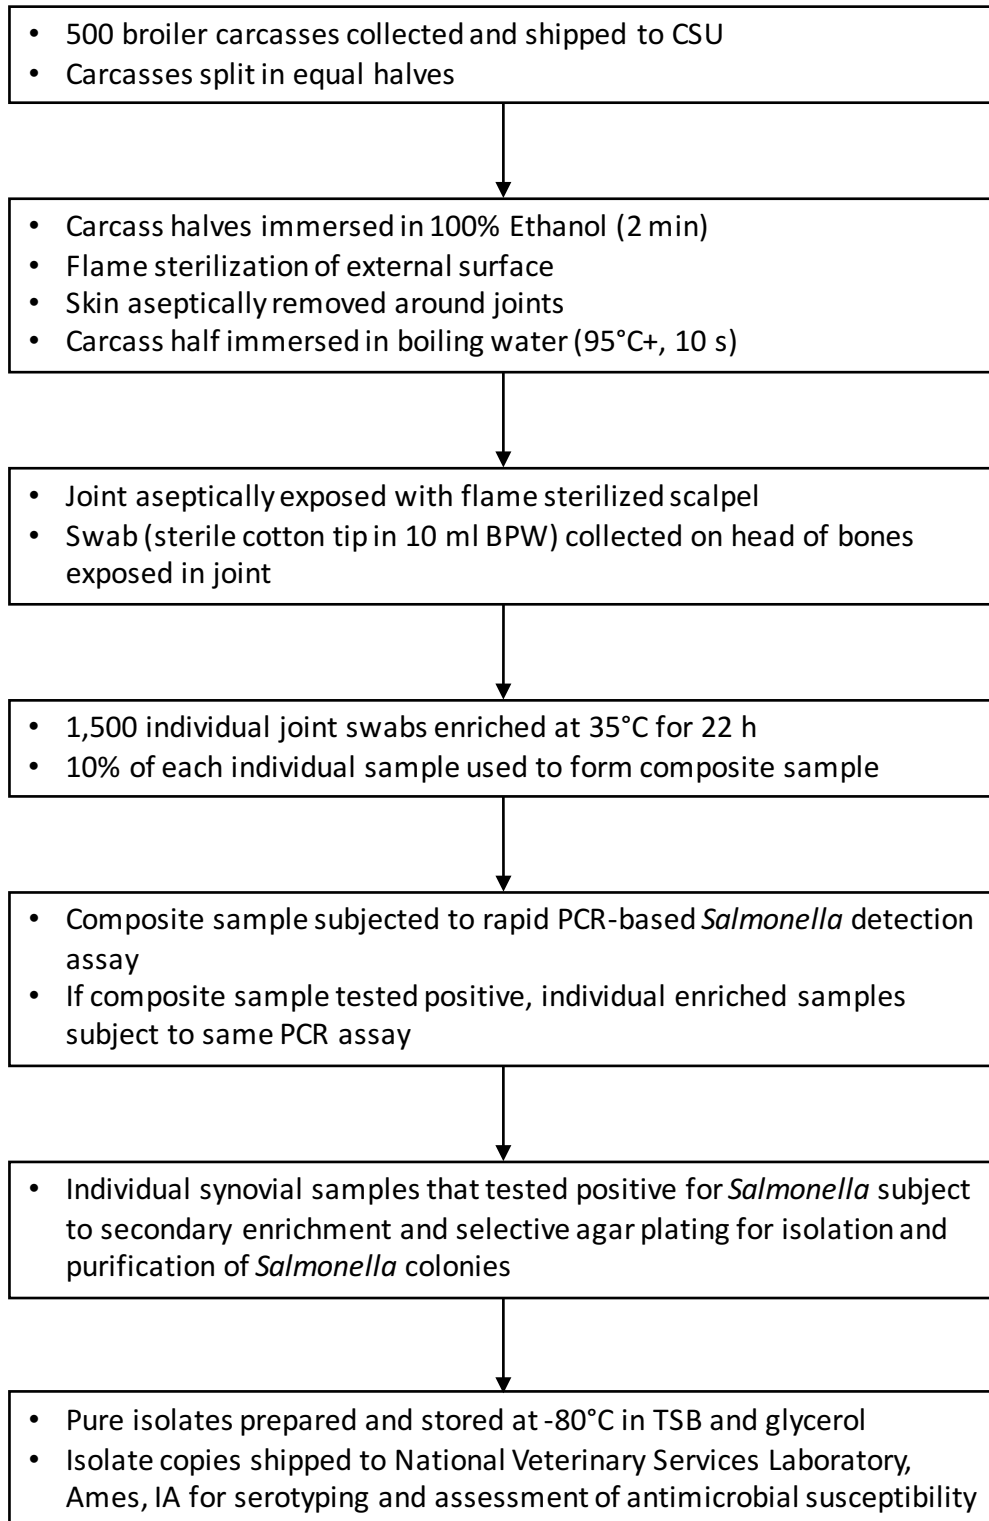 • 500 broiler carcasses collected and shipped to CSU
• Carcasses split in equal halves
• Carcass halves immersed in 100% Ethanol (2 min)
• Flame sterilization of external surface
• Skin aseptically removed around joints
• Carcass half immersed in boiling water (95°C+, 10 s)
• Joint aseptically exposed with flame sterilized scalpel
• Swab (sterile cotton tip in 10 ml BPW) collected on head of bones
exposed in joint
• 1,500 individual joint swabs enriched at 35°C for 22 h
• 10% of each individual sample used to form composite sample
• Composite sample subjected to rapid PCR-based Salmonella detection
assay
• If composite sample tested positive, individual enriched samples
subject to same PCR assay
• Individual synovial samples that tested positive for Salmonella subject
to secondary enrichment and selective agar plating for isolation and
purification of Salmonella colonies
• Pure isolates prepared and stored at -80°C in TSB and glycerol
• Isolate copies shipped to National Veterinary Services Laboratory,
Ames, IA for serotyping and assessment of antimicrobial susceptibility